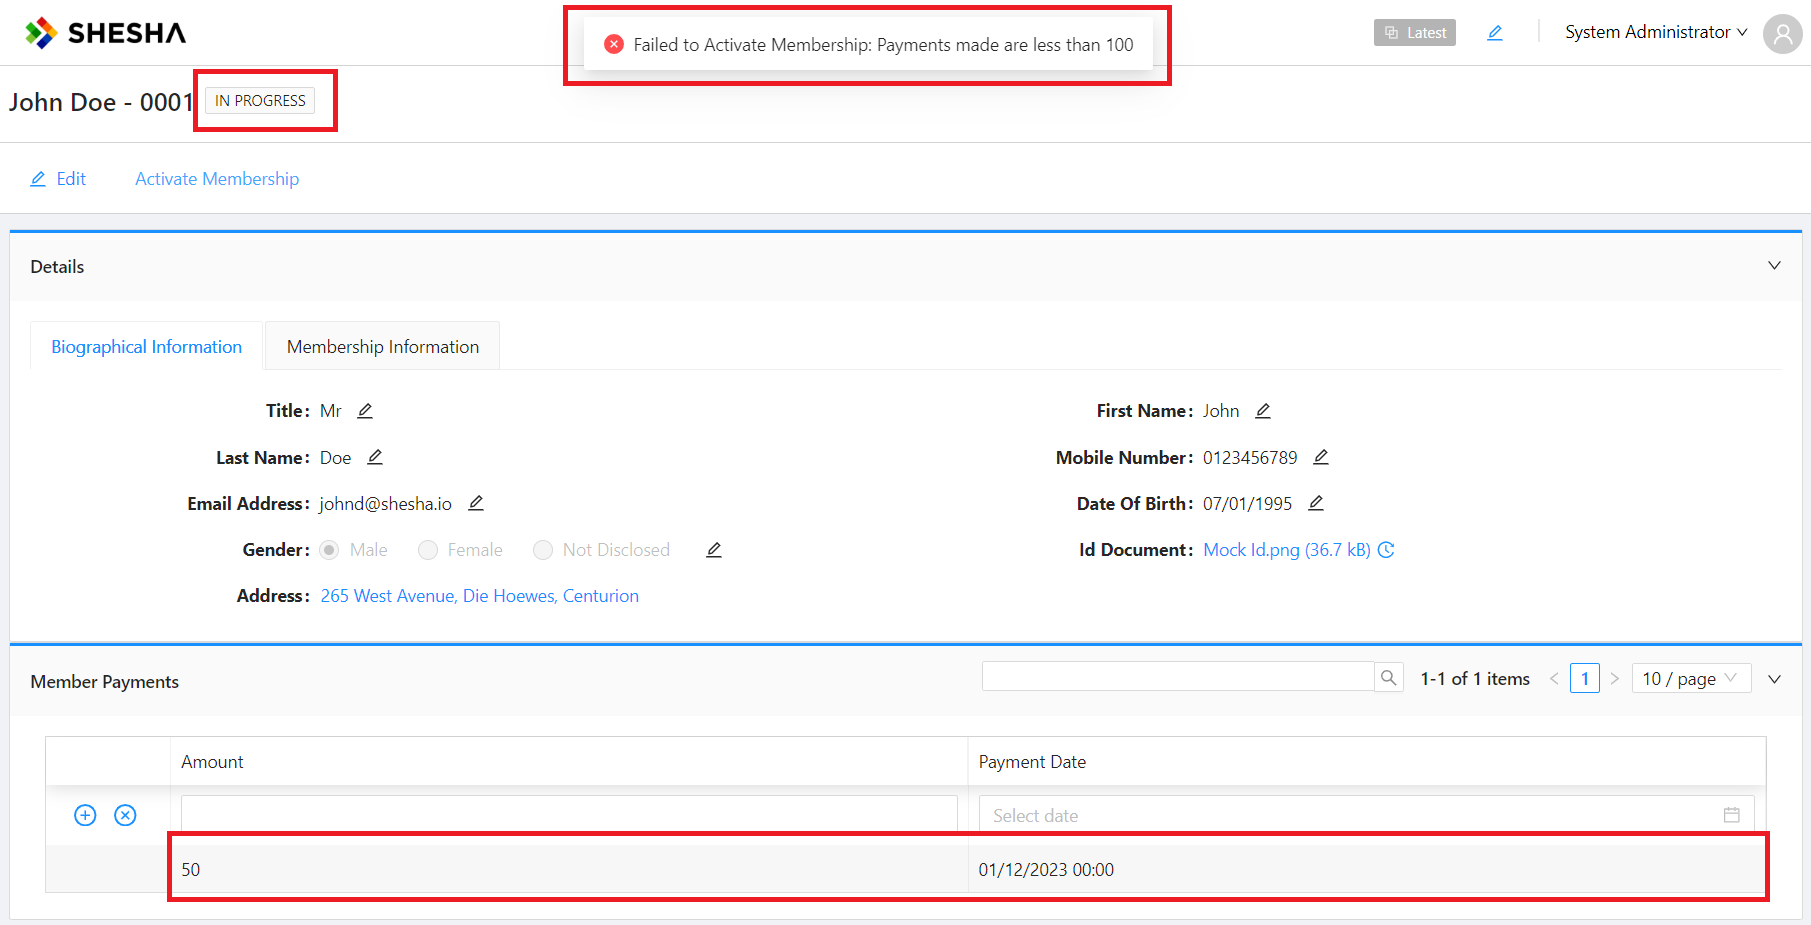 SHESHA
Failed to Activate Membership: Payments made are less than 100
Latest
System Administrator
John Doe - 0001
IN PROGRESS
Edit
Activate Membership
Details
Biographical Information
Membership Information
Title: Mr
First Name: John
Last Name: Doe
Mobile Number: 0123456789
Email Address: johnd@shesha.io
Date Of Birth: 07/01/1995
Gender: Male Female Not Disclosed
Id Document: Mock Id.png (36.7 kB)
Address: 265 West Avenue, Die Hoewes, Centurion
Member Payments
1-1 of 1 items
1
10 / page
Amount
Payment Date
Select date
50
01/12/2023 00:00